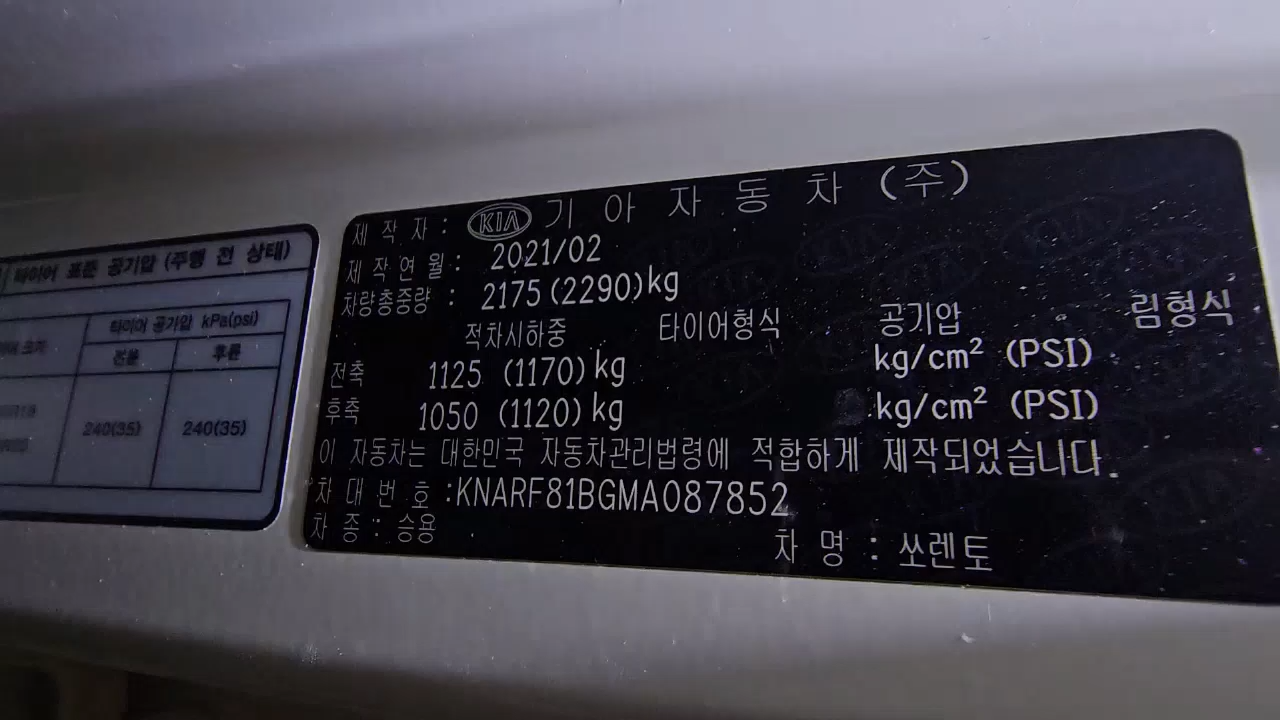 타이어 표준 공기압 (주행 전 상태)
타이어 공기압 kPa(psi)
전륜 후륜
240(35) 240(35)
제 작 자 : KIA 기 아 자 동 차 (주)
제 작 연 월 : 2021/02
차량총중량 : 2175(2290)kg
적차시하중 타이어형식 공기압 림형식
전축 1125 (1170)kg kg/cm² (PSI)
후축 1050 (1120)kg kg/cm² (PSI)
이 자동차는 대한민국 자동차관리법령에 적합하게 제작되었습니다.
차 대 번 호 :KNARF81BGMA087852
차 종 : 승용
차 명 : 쏘렌토